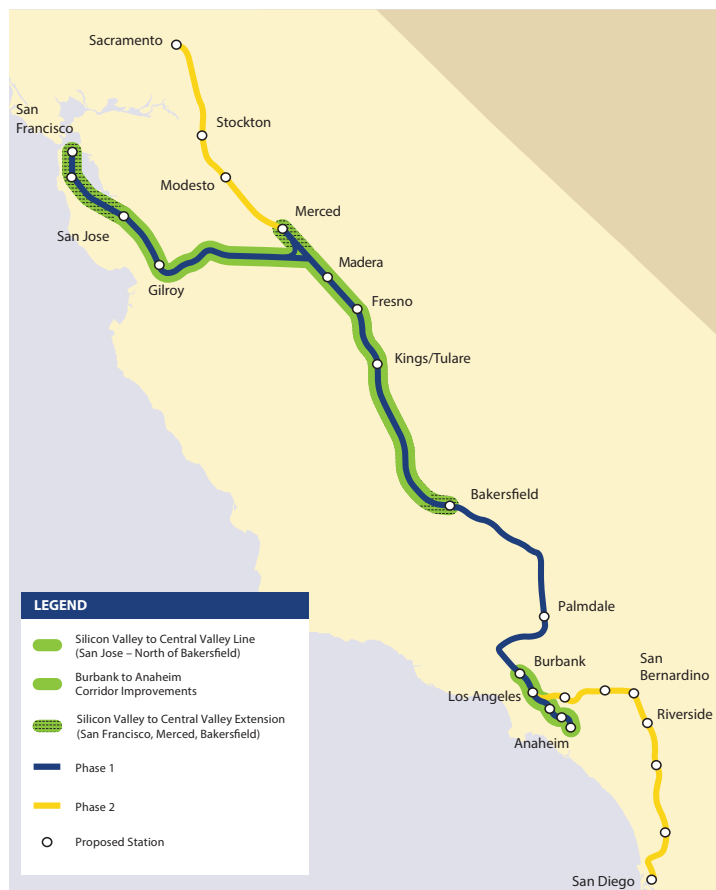 Sacramento
San
Francisco
Stockton
Modesto
Merced
San Jose
Madera
Gilroy
Fresno
Kings/Tulare
Bakersfield
Palmdale
Burbank
San
Bernardino
Los Angeles
Riverside
Anaheim
San Diego
LEGEND
Silicon Valley to Central Valley Line
(San Jose – North of Bakersfield)
Burbank to Anaheim
Corridor Improvements
Silicon Valley to Central Valley Extension
(San Francisco, Merced, Bakersfield)
Phase 1
Phase 2
Proposed Station